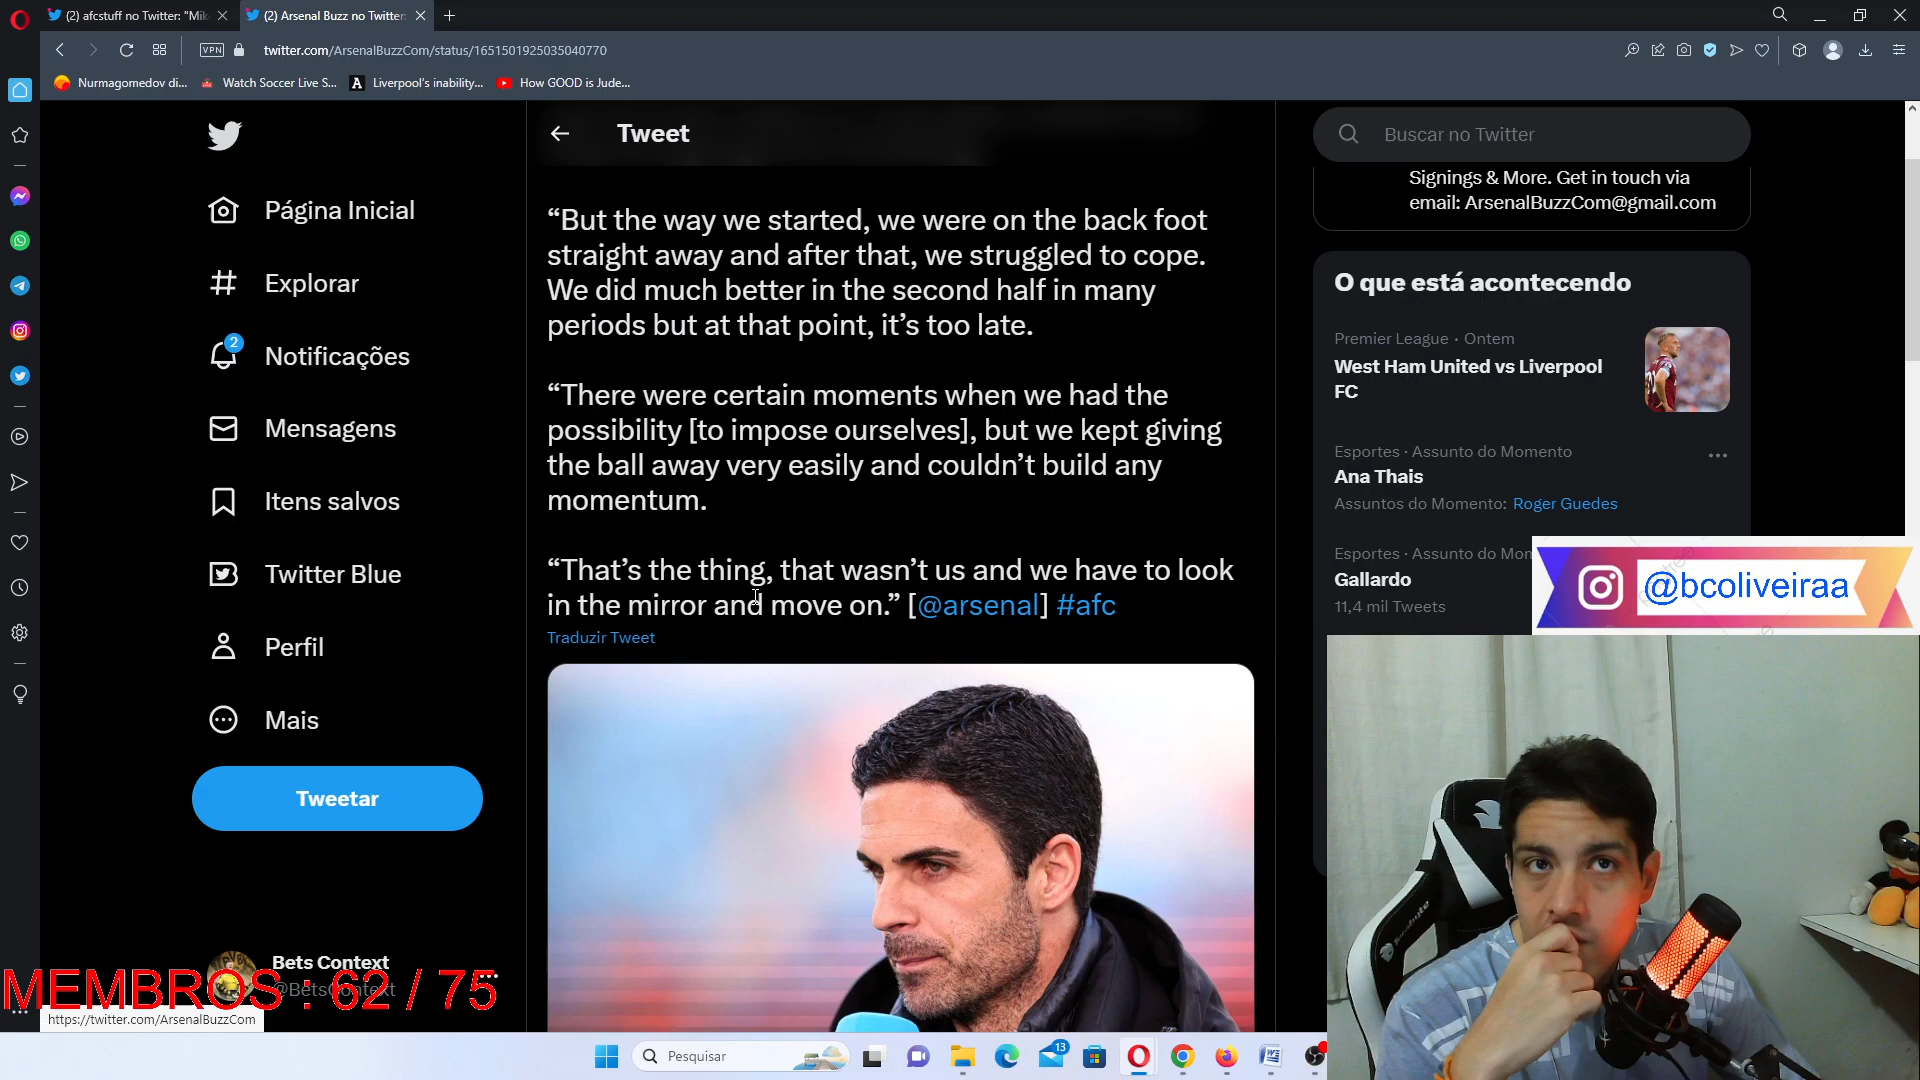 (2) afcstuff no Twitter: "Mik
(2) Arsenal Buzz no Twitter:
VPN
twitter.com/ArsenalBuzzCom/status/1651501925035040770
Nurmagomedov di...
Watch Soccer Live S...
Liverpool's inability...
How GOOD is Jude...
Tweet
Buscar no Twitter
Signings & More. Get in touch via
email: ArsenalBuzzCom@gmail.com
Página Inicial
Explorar
2
Notificações
Mensagens
Itens salvos
Twitter Blue
Perfil
Mais
Tweetar
Bets Context
@BetsContext
“But the way we started, we were on the back foot
straight away and after that, we struggled to cope.
We did much better in the second half in many
periods but at that point, it’s too late.
“There were certain moments when we had the
possibility [to impose ourselves], but we kept giving
the ball away very easily and couldn’t build any
momentum.
“That’s the thing, that wasn’t us and we have to look
in the mirror and move on.” [@arsenal] #afc
Traduzir Tweet
O que está acontecendo
Premier League · Ontem
West Ham United vs Liverpool
FC
Esportes · Assunto do Momento
Ana Thais
Assuntos do Momento: Roger Guedes
Esportes · Assunto do Mom
Gallardo
11,4 mil Tweets
@bcoliveiraa
MEMBROS : 62 / 75
https://twitter.com/ArsenalBuzzCom
Pesquisar
13